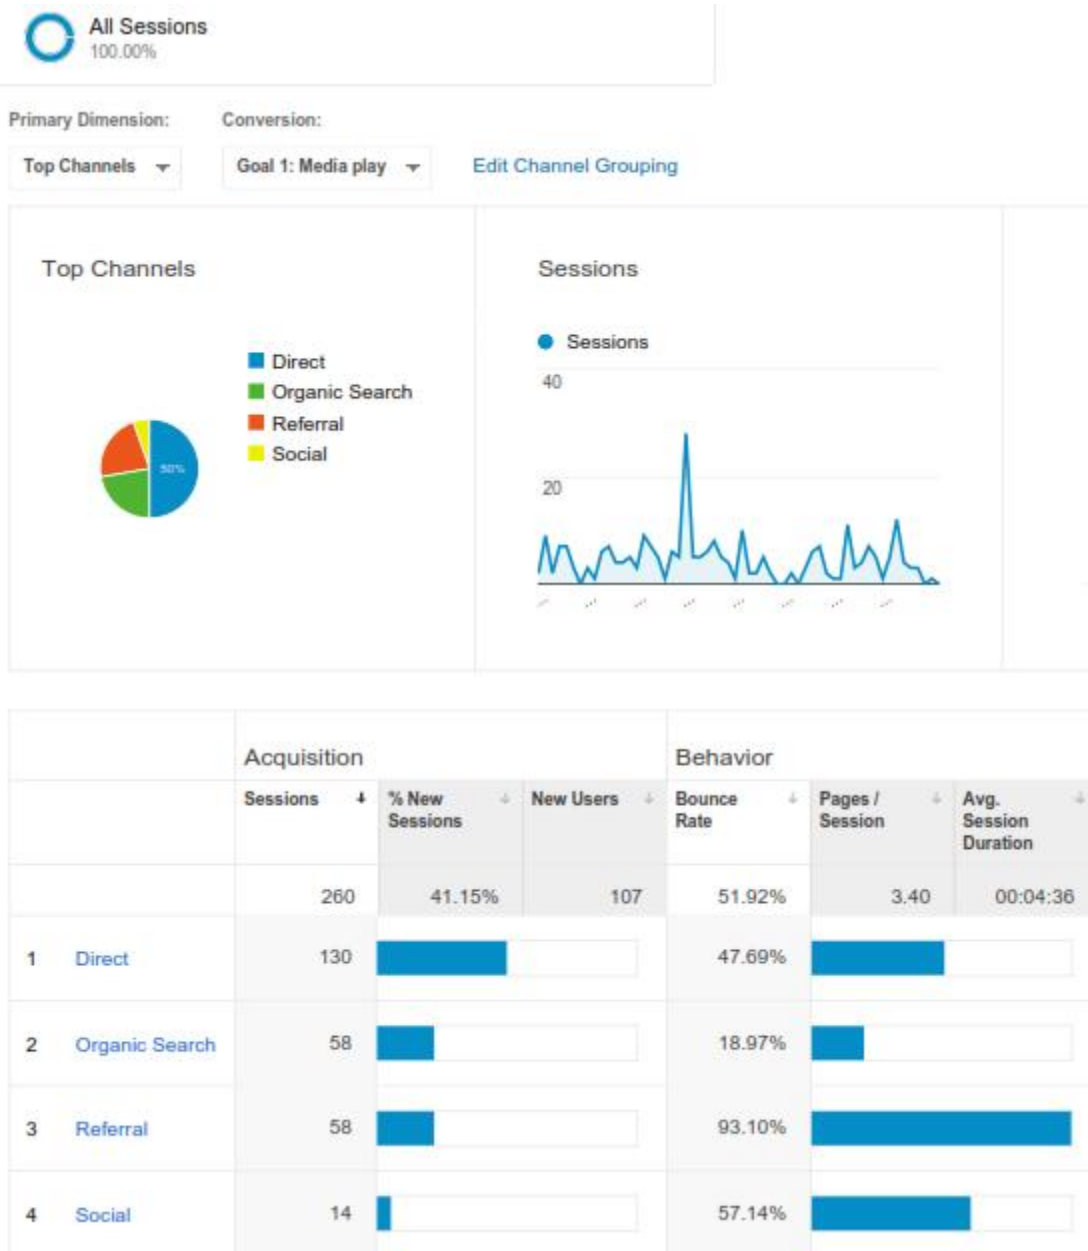 All Sessions
100.00%
Primary Dimension:
Conversion:
Top Channels
Goal 1: Media play
Edit Channel Grouping
Top Channels
Direct
Organic Search
Referral
Social
50%
Sessions
Sessions
40
20
Acquisition
Behavior
Sessions
% New
Sessions
New Users
Bounce
Rate
Pages /
Session
Avg.
Session
Duration
260
41.15%
107
51.92%
3.40
00:04:36
1 Direct 130 47.69%
2 Organic Search 58 18.97%
3 Referral 58 93.10%
4 Social 14 57.14%